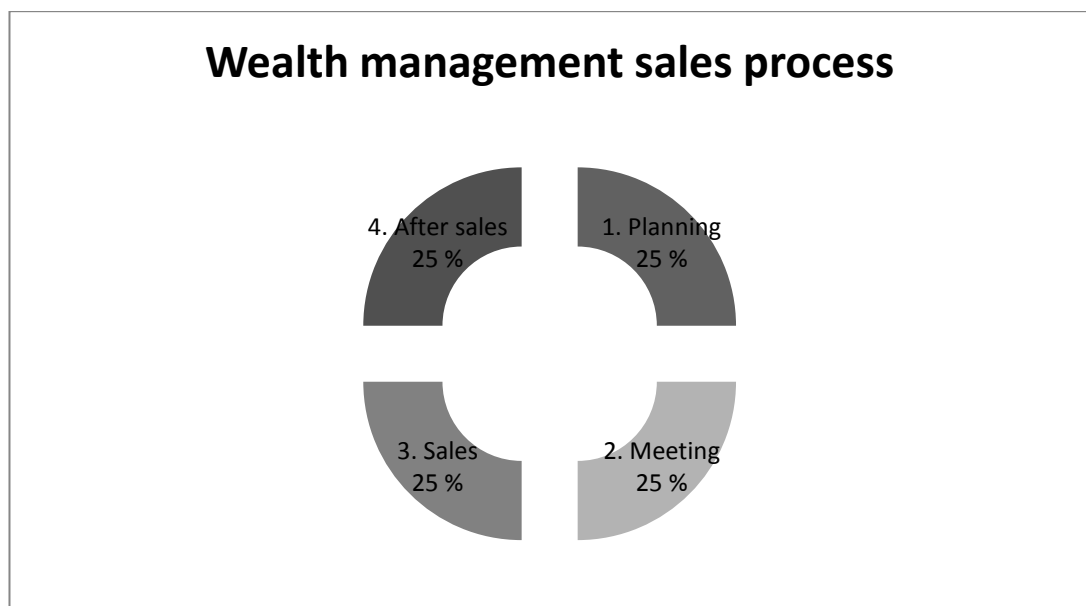 Wealth management sales process
1. Planning
25 %
2. Meeting
25 %
3. Sales
25 %
4. After sales
25 %